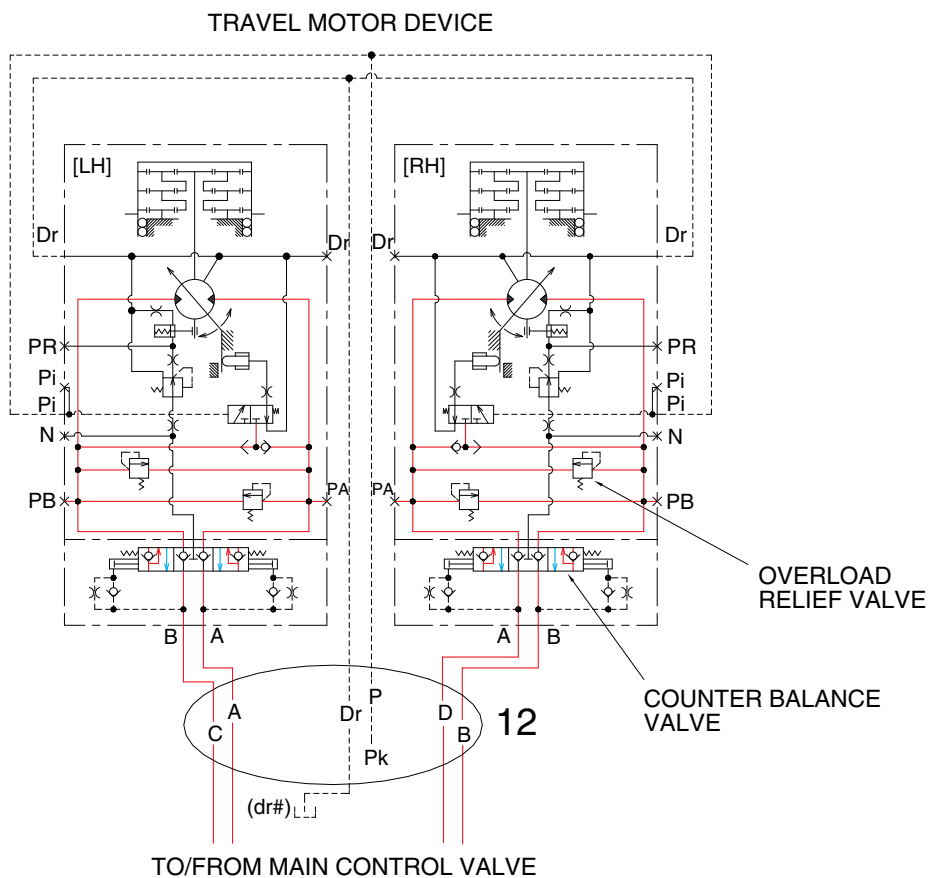 TRAVEL MOTOR DEVICE
[LH]
[RH]
Dr
Dr
Dr
Dr
PR
PR
Pi
Pi
Pi
Pi
N
N
PB
PA
PA
PB
OVERLOAD
RELIEF VALVE
B
A
A
B
COUNTER BALANCE
VALVE
C
A
Dr
P
Pk
D
B
12
(dr#)
TO/FROM MAIN CONTROL VALVE